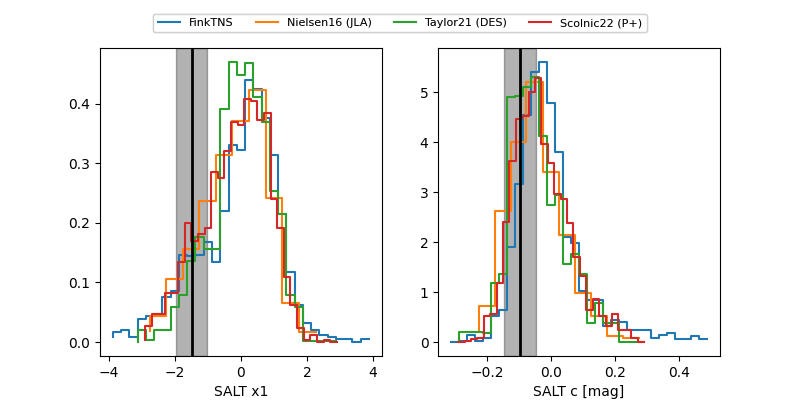 FinkTNS Nielsen16 (JLA) Taylor21 (DES) Scolnic22 (P+)
0.4
0.3
0.2
0.1
0.0
−4 −2 0 2 4
SALT x1
5
4
3
2
1
0
−0.2 0.0 0.2 0.4
SALT c [mag]